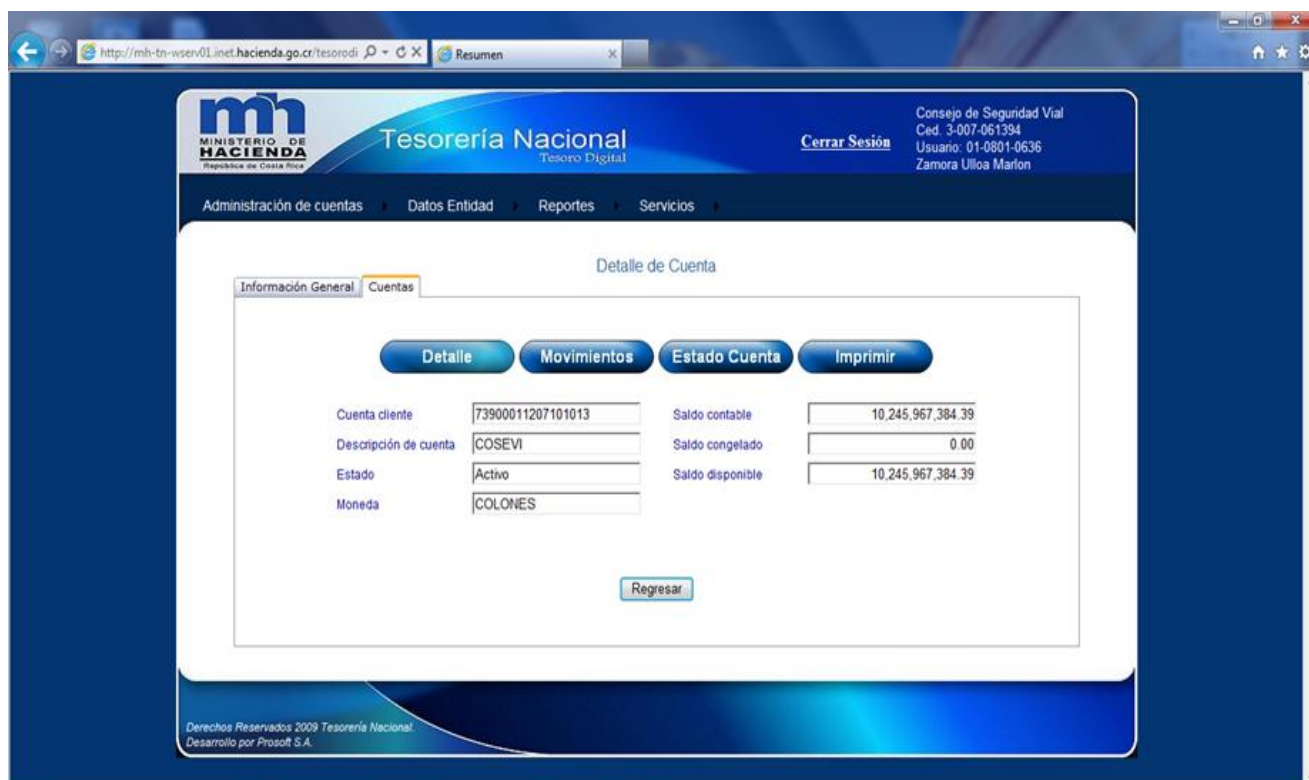 http://mh-tn-wserv01.inet.hacienda.go.cr/tesorodi
Resumen
mh
MINISTERIO DE
HACIENDA
República de Costa Rica
Tesorería Nacional
Tesoro Digital
Cerrar Sesión
Consejo de Seguridad Vial
Ced. 3-007-061394
Usuario: 01-0801-0636
Zamora Ulloa Marlon
Administración de cuentas Datos Entidad Reportes Servicios
Detalle de Cuenta
Información General Cuentas
Detalle Movimientos Estado Cuenta Imprimir
Cuenta cliente 73900011207101013 Saldo contable 10,245,967,384.39
Descripción de cuenta COSEVI Saldo congelado 0.00
Estado Activo Saldo disponible 10,245,967,384.39
Moneda COLONES
Regresar
Derechos Reservados 2009 Tesorería Nacional.
Desarrollo por Prosoft S.A.